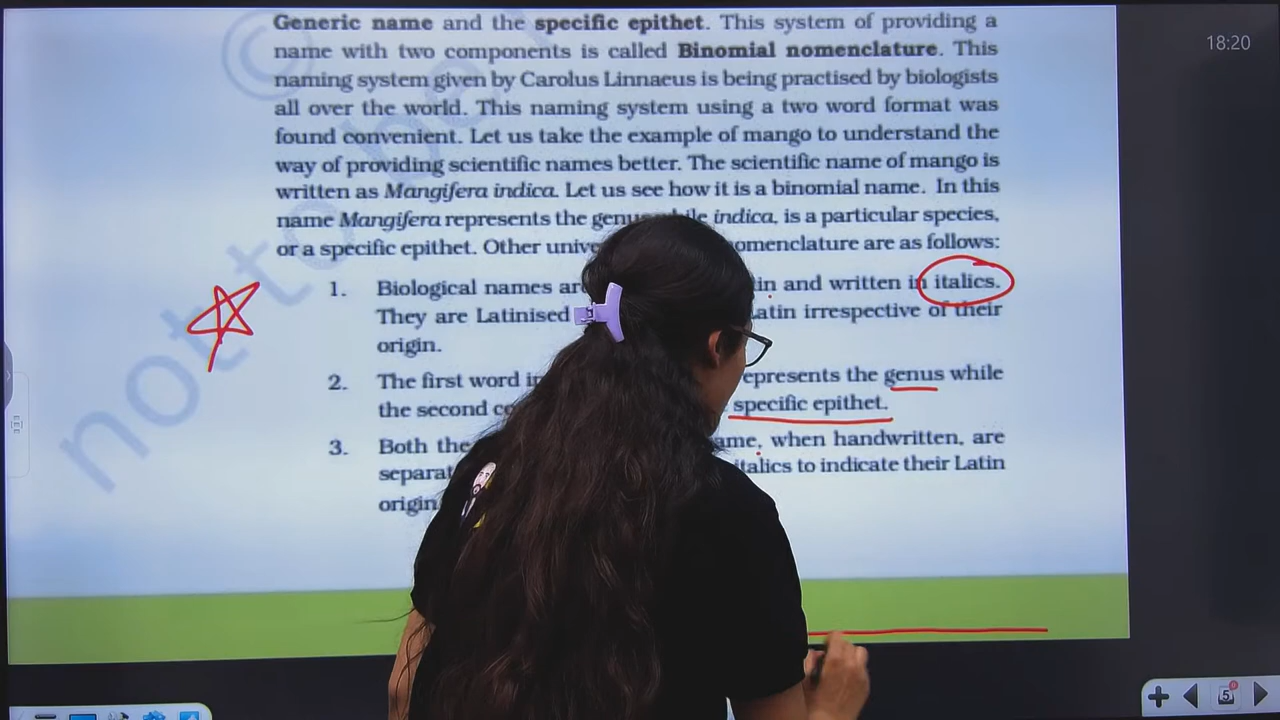 18:20
Generic name and the specific epithet. This system of providing a
name with two components is called Binomial nomenclature. This
naming system given by Carolus Linnaeus is being practised by biologists
all over the world. This naming system using a two word format was
found convenient. Let us take the example of mango to understand the
way of providing scientific names better. The scientific name of mango is
written as Mangifera indica. Let us see how it is a binomial name. In this
name Mangifera represents the genus while indica, is a particular species,
or a specific epithet. Other nomenclature are as follows:
1. Biological names are and written in italics.
They are Latinised Latin irrespective of their
origin.
2. The first word represents the genus while
the second specific epithet.
3. Both the name, when handwritten, are
italics to indicate their Latin
origin
not to be
©
5